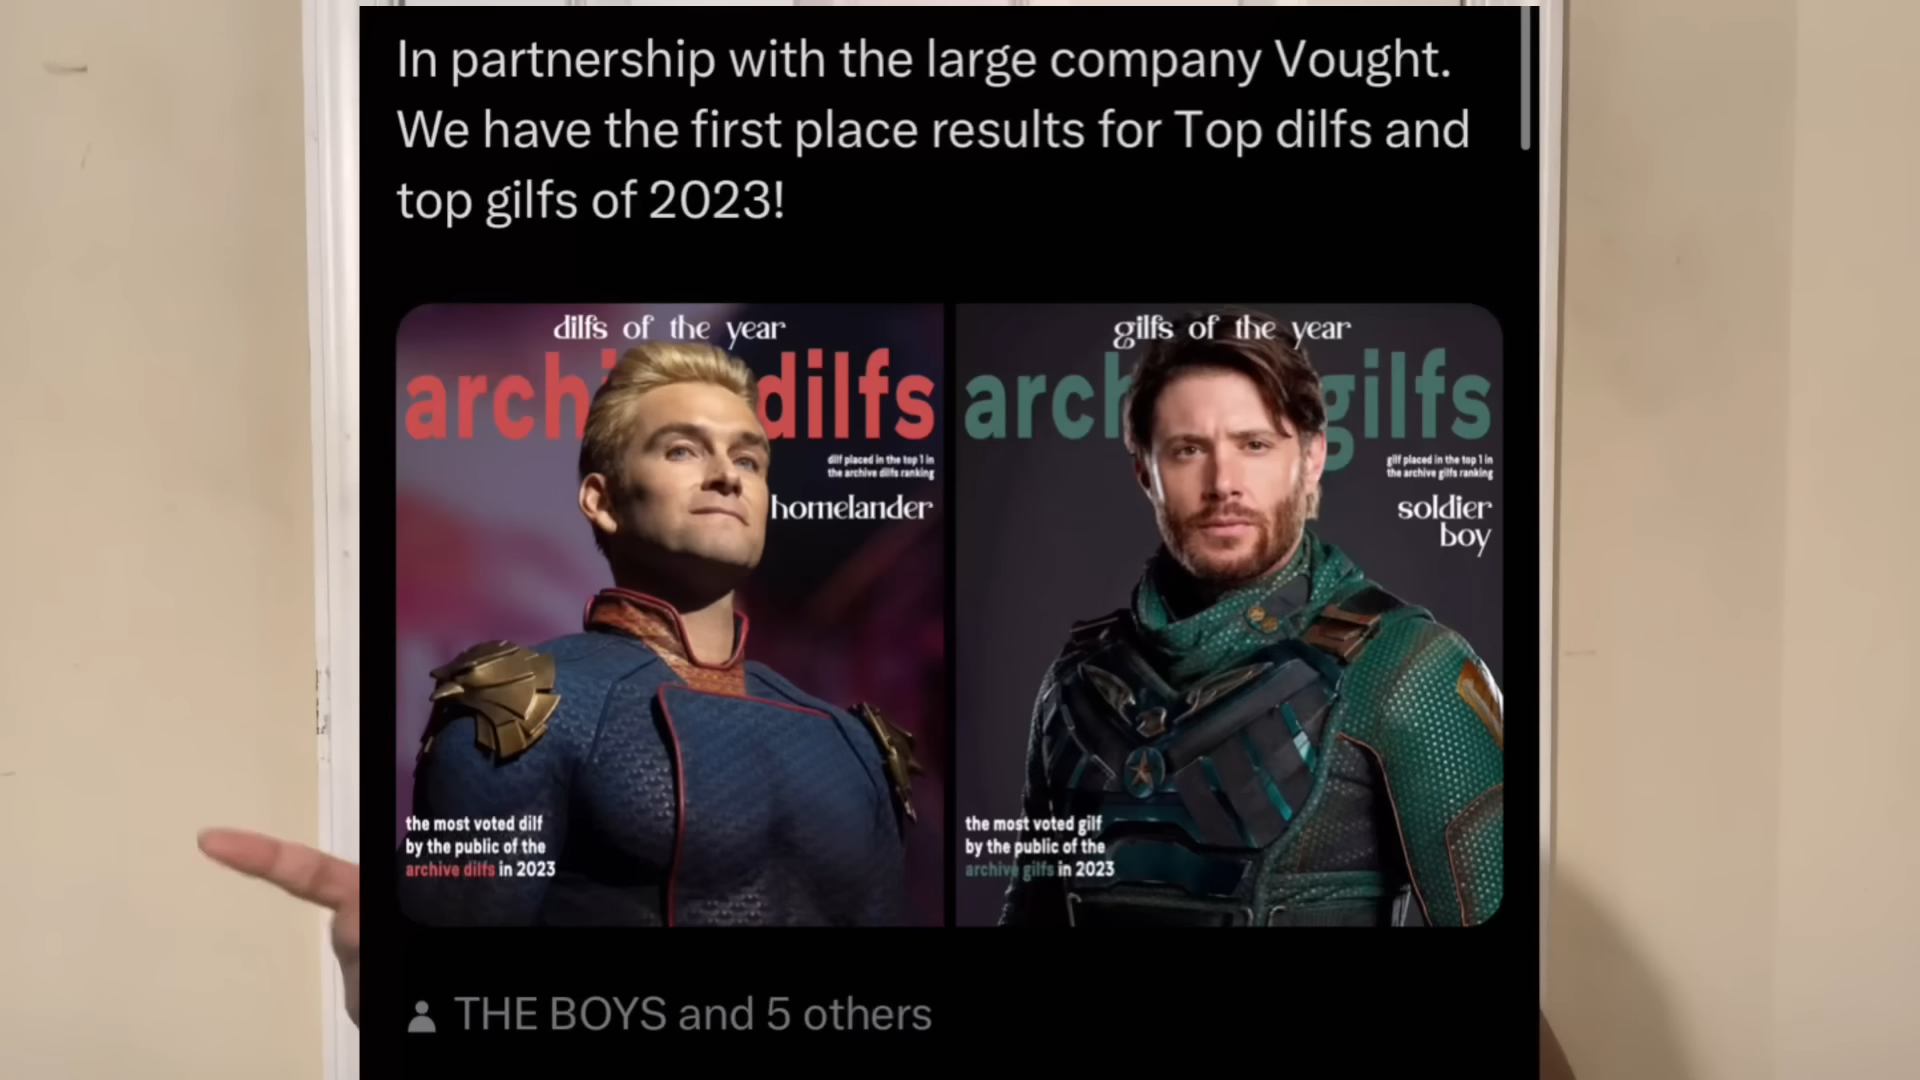 In partnership with the large company Vought.
We have the first place results for Top dilfs and
top gilfs of 2023!
dilfs of the year
archi dilfs
dilf placed in the top 1 in
the archive dilfs ranking
homelander
the most voted dilf
by the public of the
archive dilfs in 2023
gilfs of the year
arch gilfs
gilf placed in the top 1 in
the archive gilfs ranking
soldier
boy
the most voted gilf
by the public of the
archive gilfs in 2023
THE BOYS and 5 others